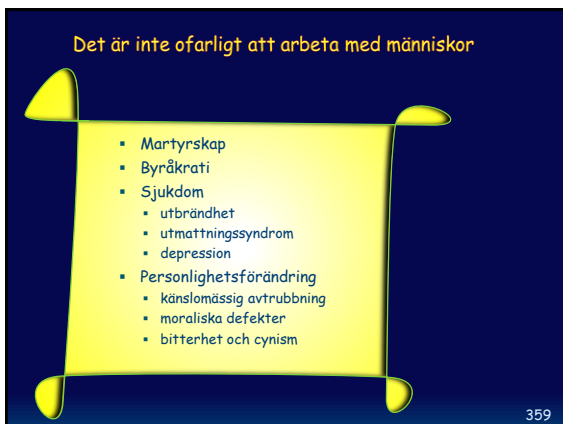 Det är inte ofarligt att arbeta med människor
▪ Martyrskap
▪ Byråkrati
▪ Sjukdom
▪ utbrändhet
▪ utmattningssyndrom
▪ depression
▪ Personlighetsförändring
▪ känslomässig avtrubbning
▪ moraliska defekter
▪ bitterhet och cynism
359